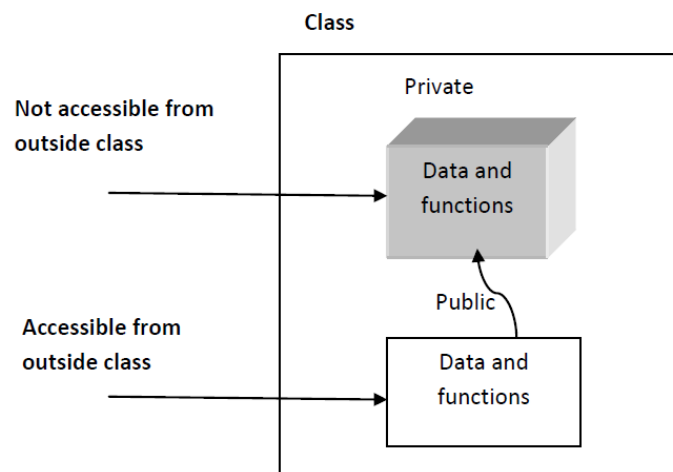 Class
Private
Not accessible from
outside class
Data and
functions
Public
Accessible from
outside class
Data and
functions